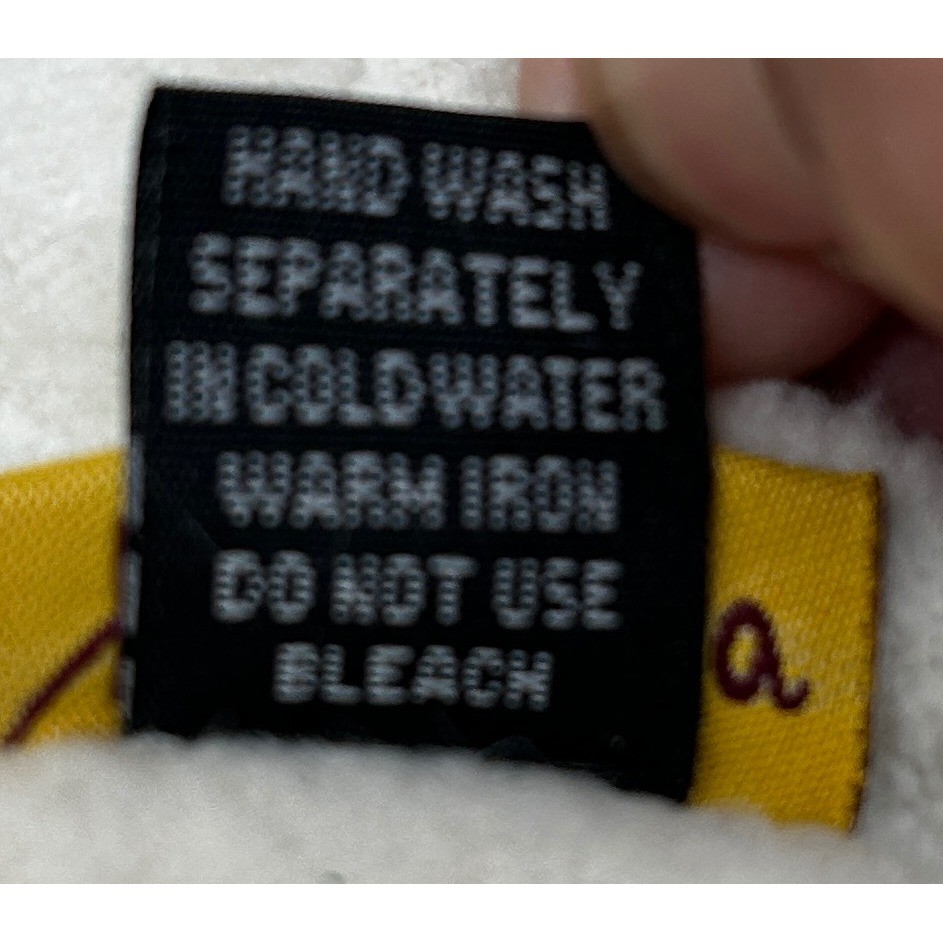 HAND WASH
SEPARATELY
IN COLD WATER
WARM IRON
DO NOT USE
BLEACH
a